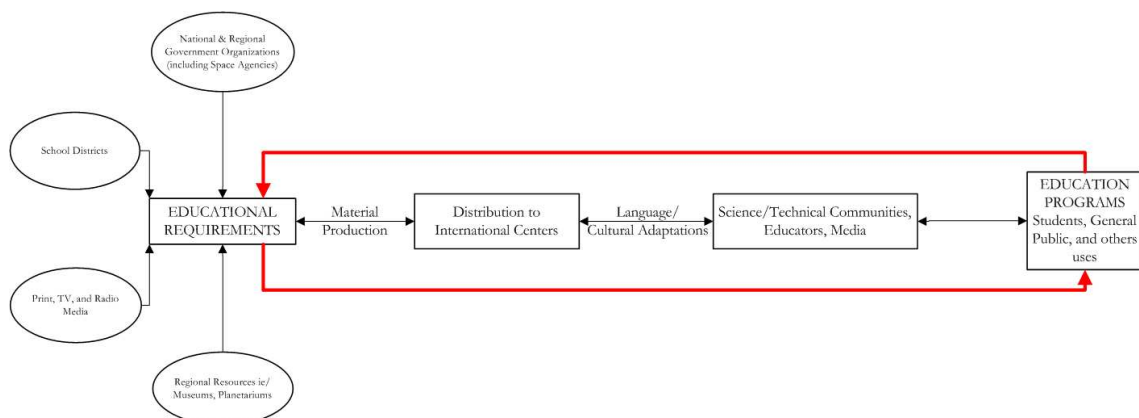 National & Regional
Government Organizations
(including Space Agencies)
School Districts
EDUCATIONAL
REQUIREMENTS
Material
Production
Distribution to
International Centers
Language/
Cultural Adaptations
Science/Technical Communities,
Educators, Media
EDUCATION
PROGRAMS
Students, General
Public, and others
uses
Print, TV, and Radio
Media
Regional Resources ie/
Museums, Planetariums